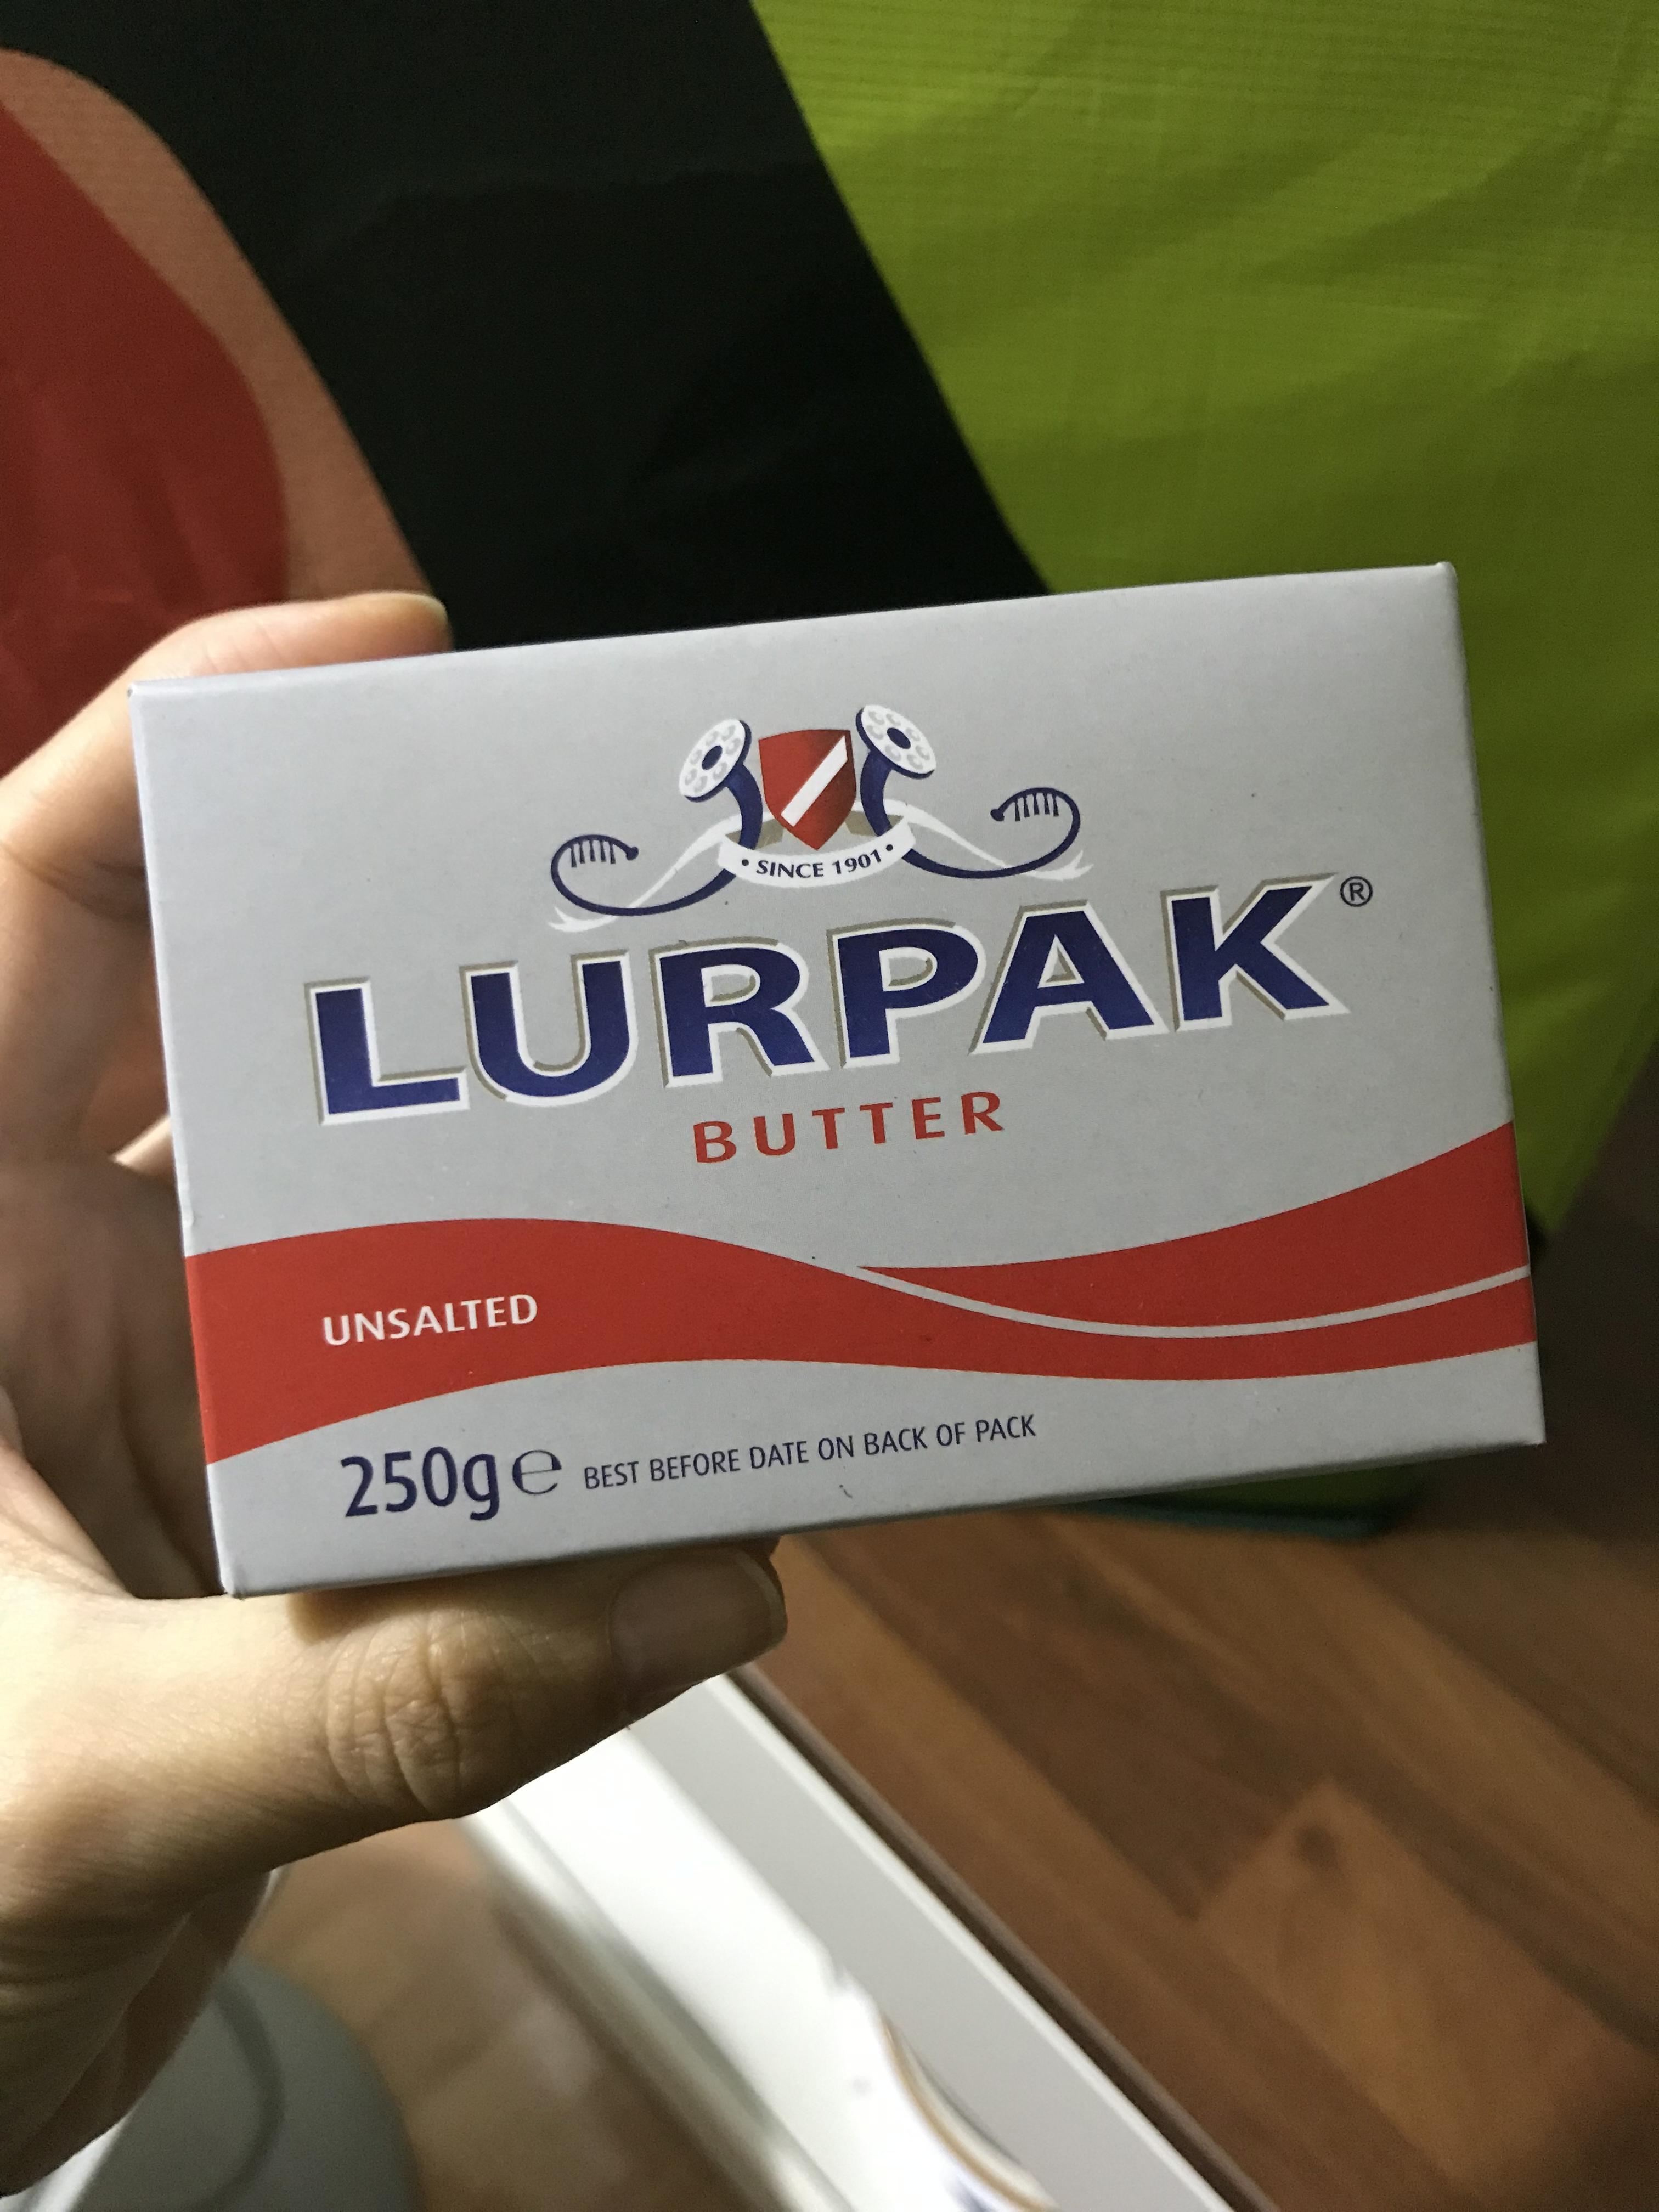 • SINCE 1901 •
LURPAK®
BUTTER
UNSALTED
250g ℮ BEST BEFORE DATE ON BACK OF PACK